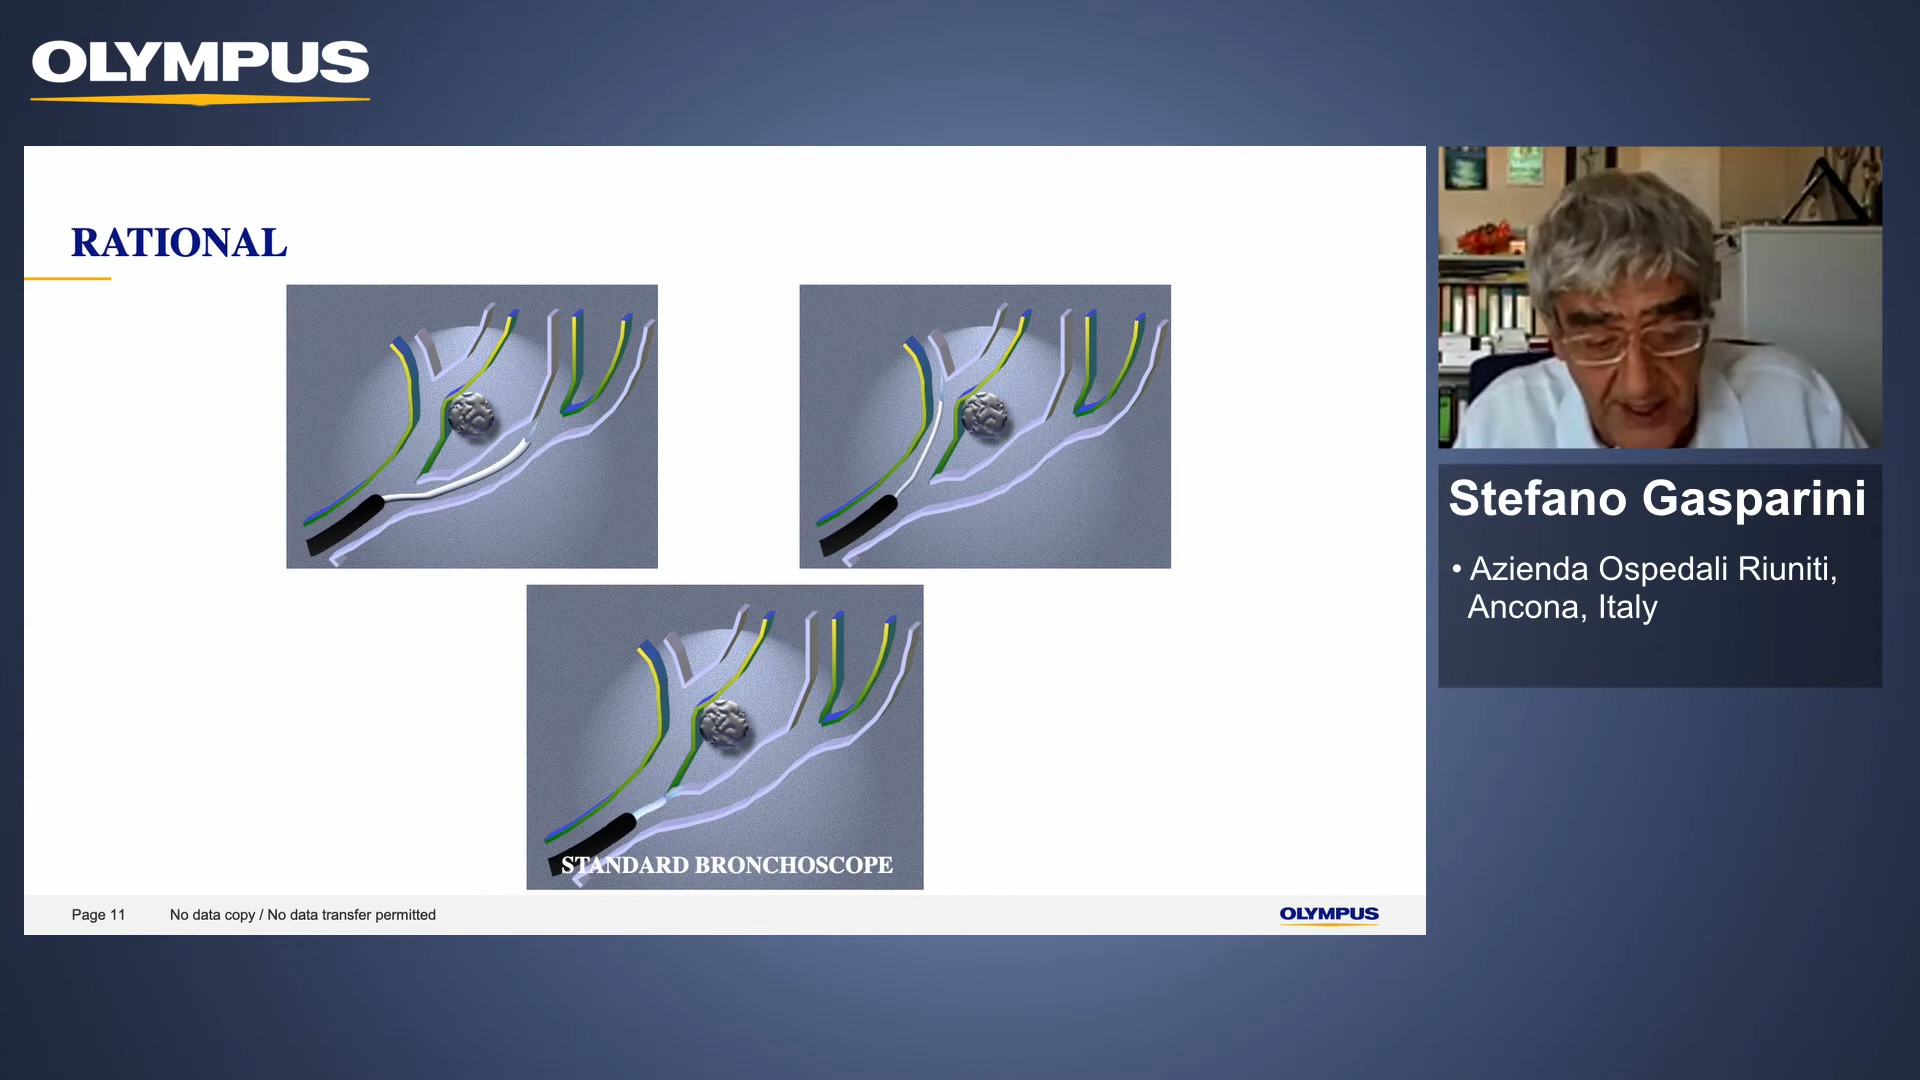 OLYMPUS
RATIONAL
STANDARD BRONCHOSCOPE
Page 11 No data copy / No data transfer permitted
OLYMPUS
Stefano Gasparini
• Azienda Ospedali Riuniti,
Ancona, Italy